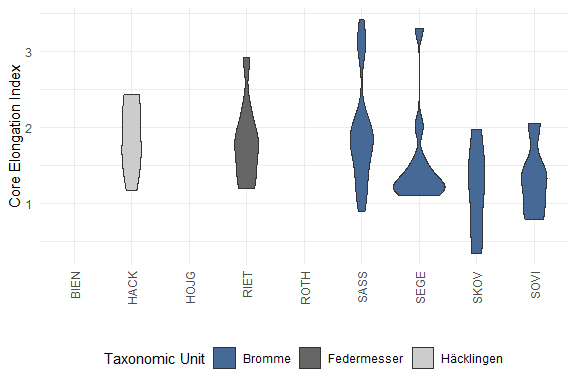 Core Elongation Index
3
2
1
BIEN
HACK
HOJG
RIET
ROTH
SASS
SEGE
SKOV
SOVI
Taxonomic Unit
Bromme
Federmesser
Häcklingen